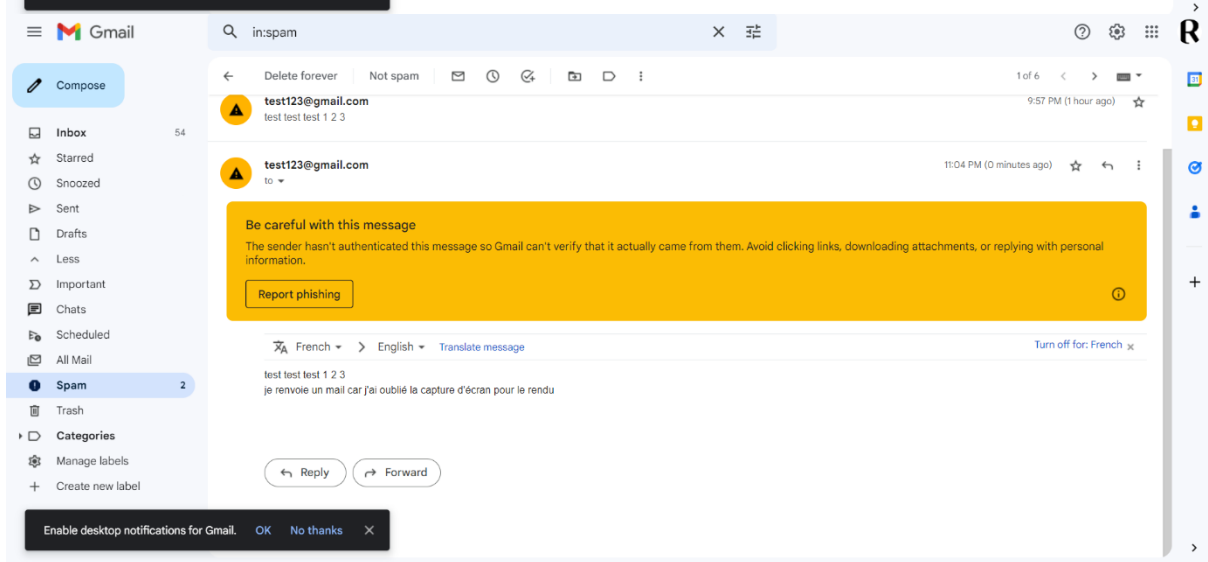 Gmail
in:spam
R
Compose
Delete forever
Not spam
1 of 6
test123@gmail.com
9:57 PM (1 hour ago)
test test test 1 2 3
Inbox
54
Starred
Snoozed
Sent
Drafts
Less
Important
Chats
Scheduled
All Mail
Spam
2
Trash
Categories
Manage labels
Create new label
test123@gmail.com
11:04 PM (0 minutes ago)
to
Be careful with this message
The sender hasn't authenticated this message so Gmail can't verify that it actually came from them. Avoid clicking links, downloading attachments, or replying with personal
information.
Report phishing
French
English
Translate message
Turn off for: French
test test test 1 2 3
je renvoie un mail car j'ai oublié la capture d'écran pour le rendu
Reply
Forward
Enable desktop notifications for Gmail. OK No thanks
31